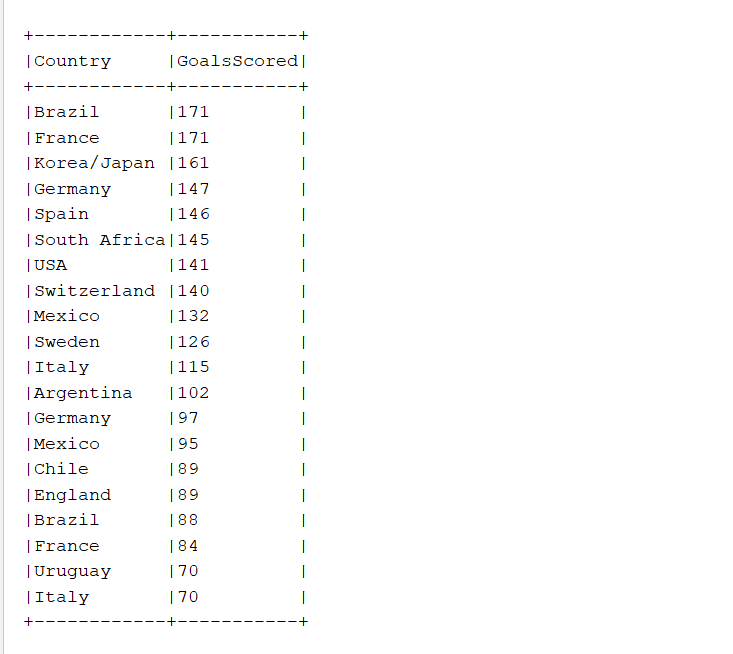 +------------+-----------+
|Country     |GoalsScored|
+------------+-----------+
|Brazil      |171        |
|France      |171        |
|Korea/Japan |161        |
|Germany     |147        |
|Spain       |146        |
|South Africa|145        |
|USA         |141        |
|Switzerland |140        |
|Mexico      |132        |
|Sweden      |126        |
|Italy       |115        |
|Argentina   |102        |
|Germany     |97         |
|Mexico      |95         |
|Chile       |89         |
|England     |89         |
|Brazil      |88         |
|France      |84         |
|Uruguay     |70         |
|Italy       |70         |
+------------+-----------+